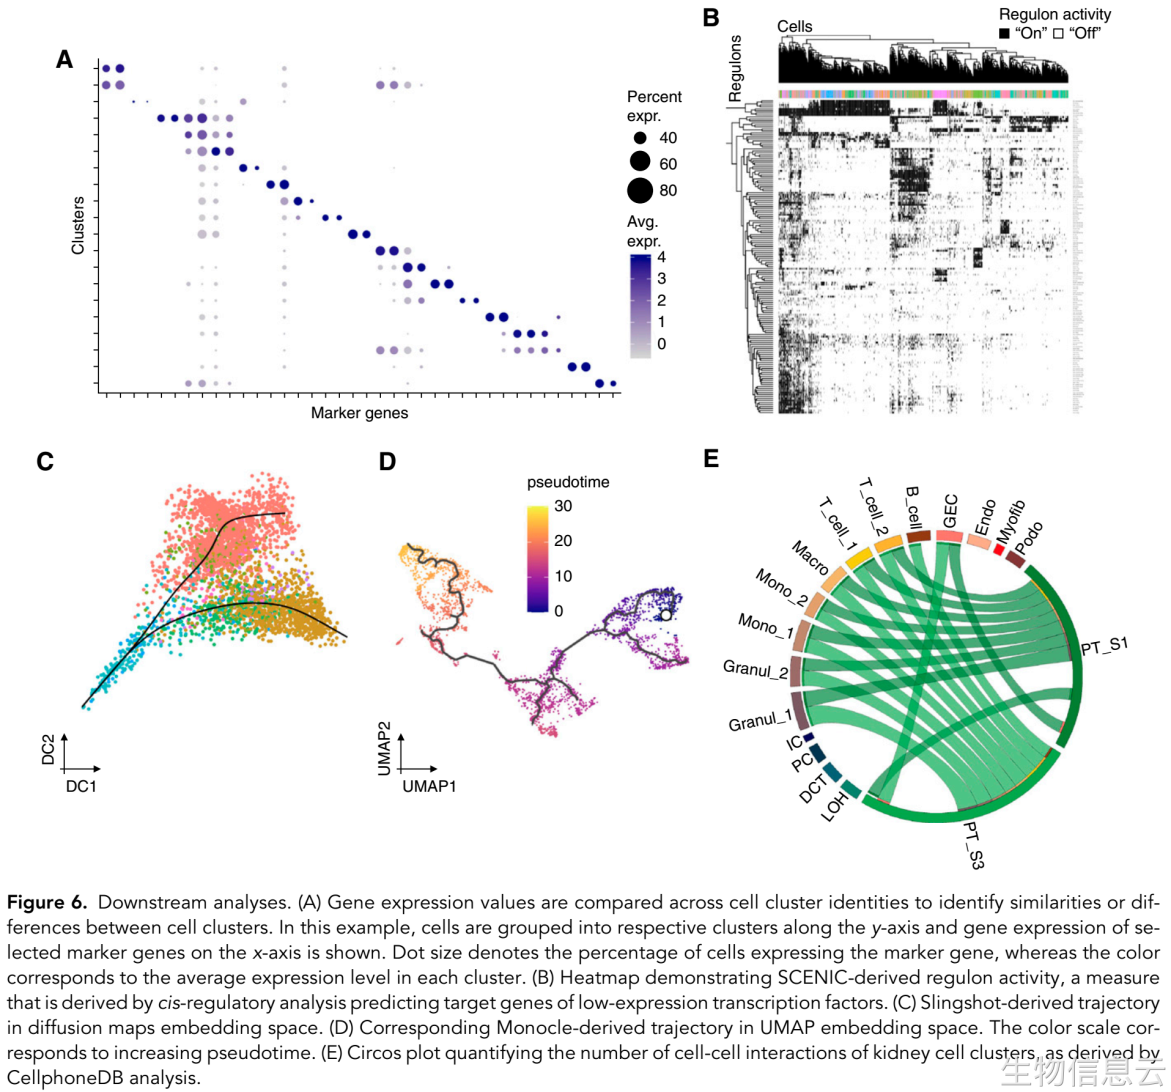 A
Clusters
Marker genes
Percent
expr.
40
60
80
Avg.
expr.
4
3
2
1
0
B
Cells
Regulons
Regulon activity
"On" "Off"
C
DC2
DC1
D
pseudotime
30
20
10
0
UMAP2
UMAP1
E
T_cell_1
T_cell_2
B_cell
GEC
Endo
Myofib
Podo
Macro
Mono_2
Mono_1
Granul_2
Granul_1
IC
PC
DCT
LOH
PT_S1
PT_S3
Figure 6. Downstream analyses. (A) Gene expression values are compared across cell cluster identities to identify similarities or dif-
ferences between cell clusters. In this example, cells are grouped into respective clusters along the y-axis and gene expression of se-
lected marker genes on the x-axis is shown. Dot size denotes the percentage of cells expressing the marker gene, whereas the color
corresponds to the average expression level in each cluster. (B) Heatmap demonstrating SCENIC-derived regulon activity, a measure
that is derived by cis-regulatory analysis predicting target genes of low-expression transcription factors. (C) Slingshot-derived trajectory
in diffusion maps embedding space. (D) Corresponding Monocle-derived trajectory in UMAP embedding space. The color scale cor-
responds to increasing pseudotime. (E) Circos plot quantifying the number of cell-cell interactions of kidney cell clusters, as derived by
CellphoneDB analysis.
生物信息云